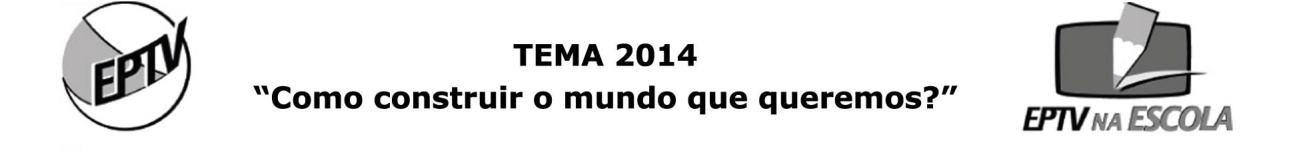 EPTV
TEMA 2014
“Como construir o mundo que queremos?”
EPTV NA ESCOLA